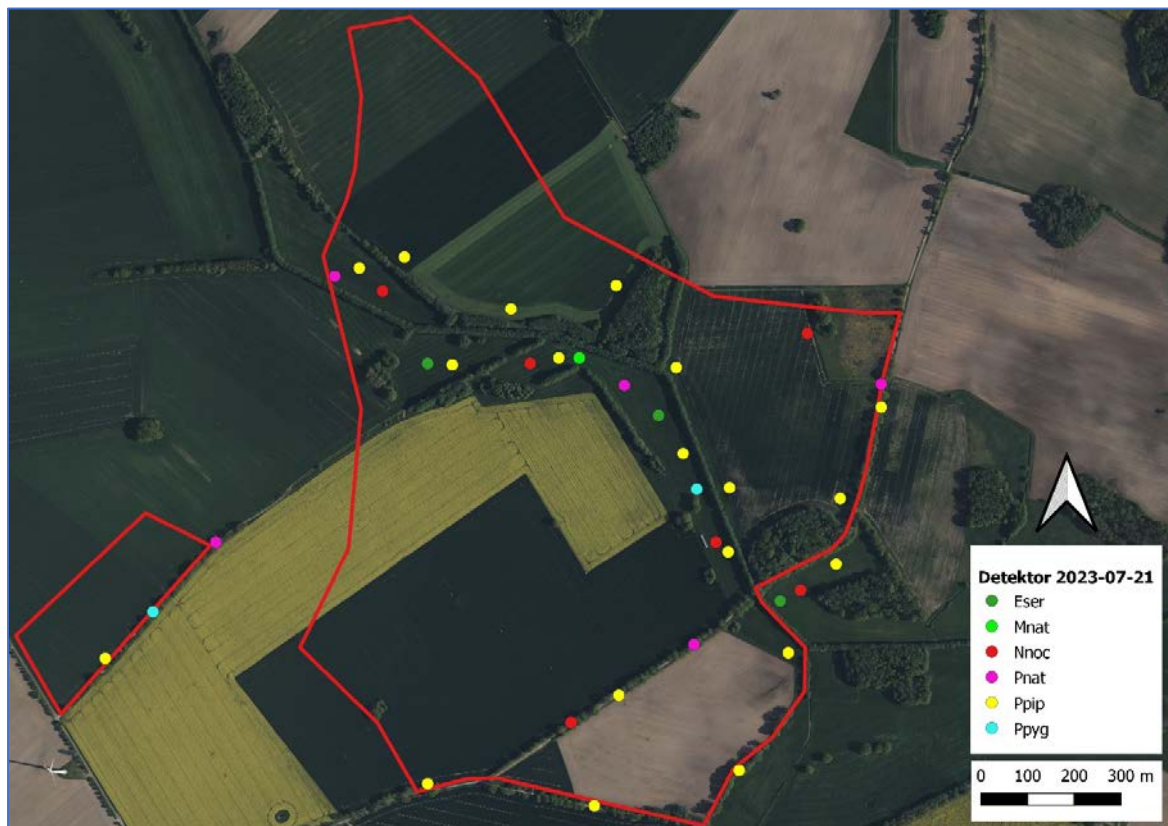 Detektor 2023-07-21
Eser
Mnat
Nnoc
Pnat
Ppip
Ppyg
0 100 200 300 m